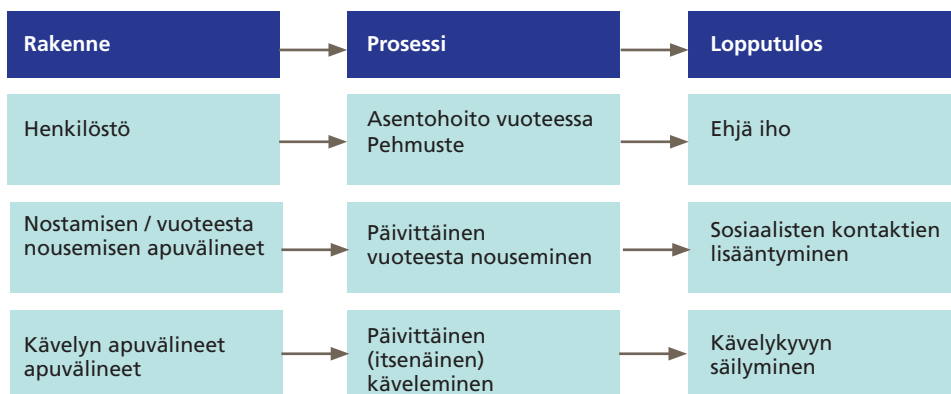 Rakenne
Prosessi
Lopputulos
Henkilöstö
Asentohoito vuoteessa
Pehmuste
Ehjä iho
Nostamisen / vuoteesta
nousemisen apuvälineet
Päivittäinen
vuoteesta nouseminen
Sosiaalisten kontaktien
lisääntyminen
Kävelyn apuvälineet
apuvälineet
Päivittäinen
(itsenäinen)
käveleminen
Kävelykyvyn
säilyminen